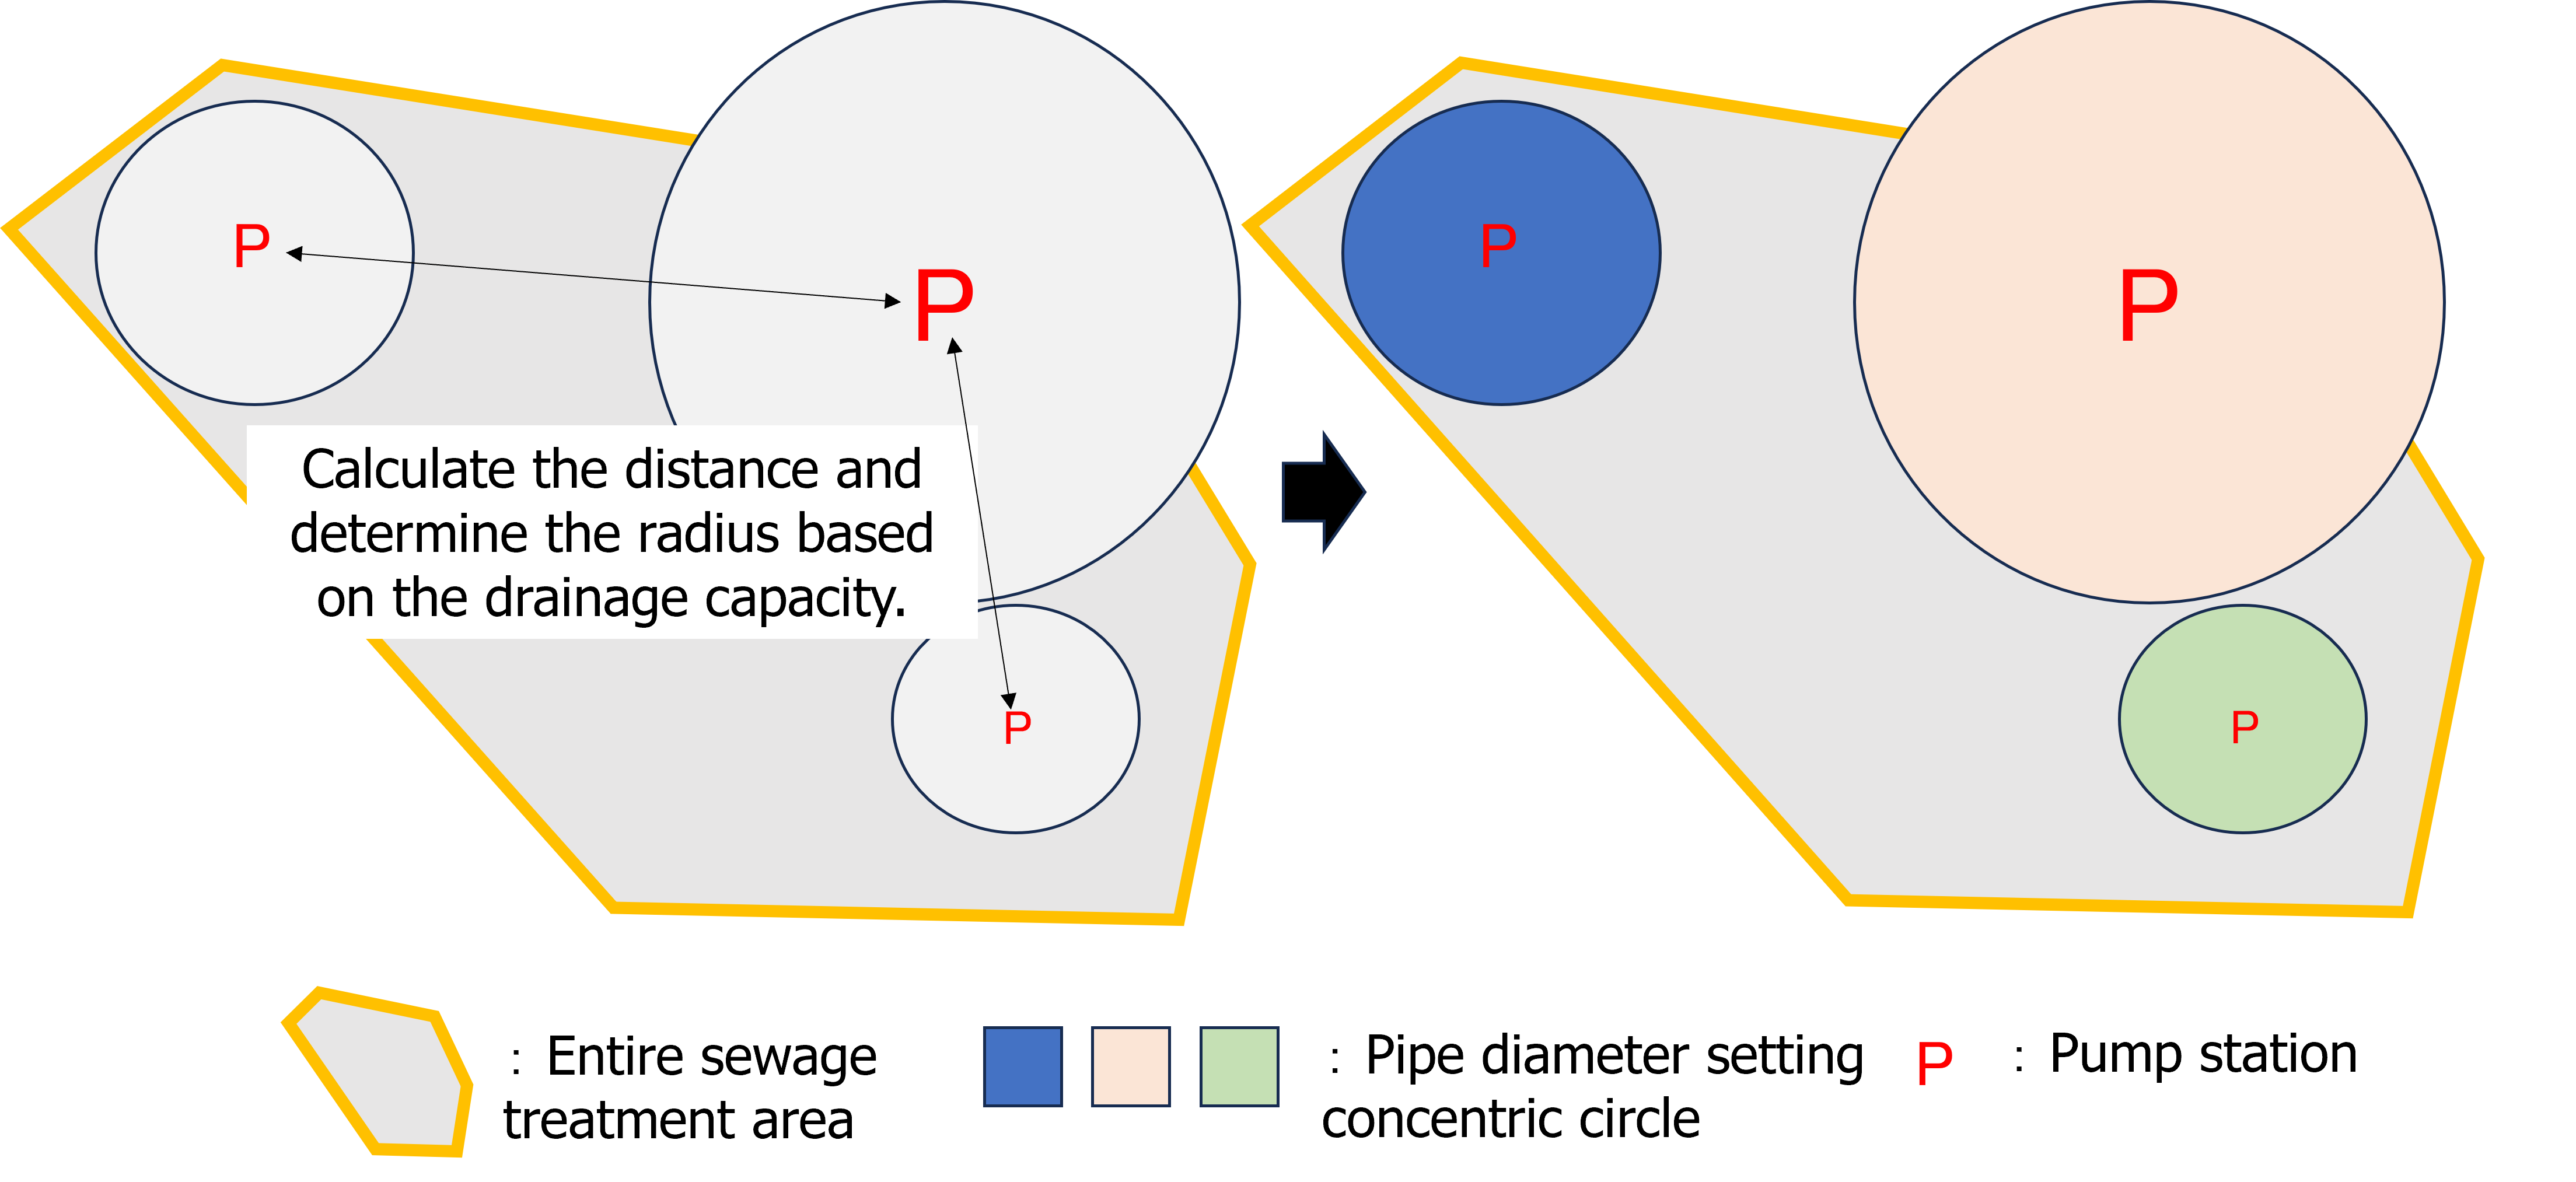 P
P
Calculate the distance and
determine the radius based
on the drainage capacity.
P
P
P
P
: Entire sewage
treatment area
: Pipe diameter setting
concentric circle
P : Pump station